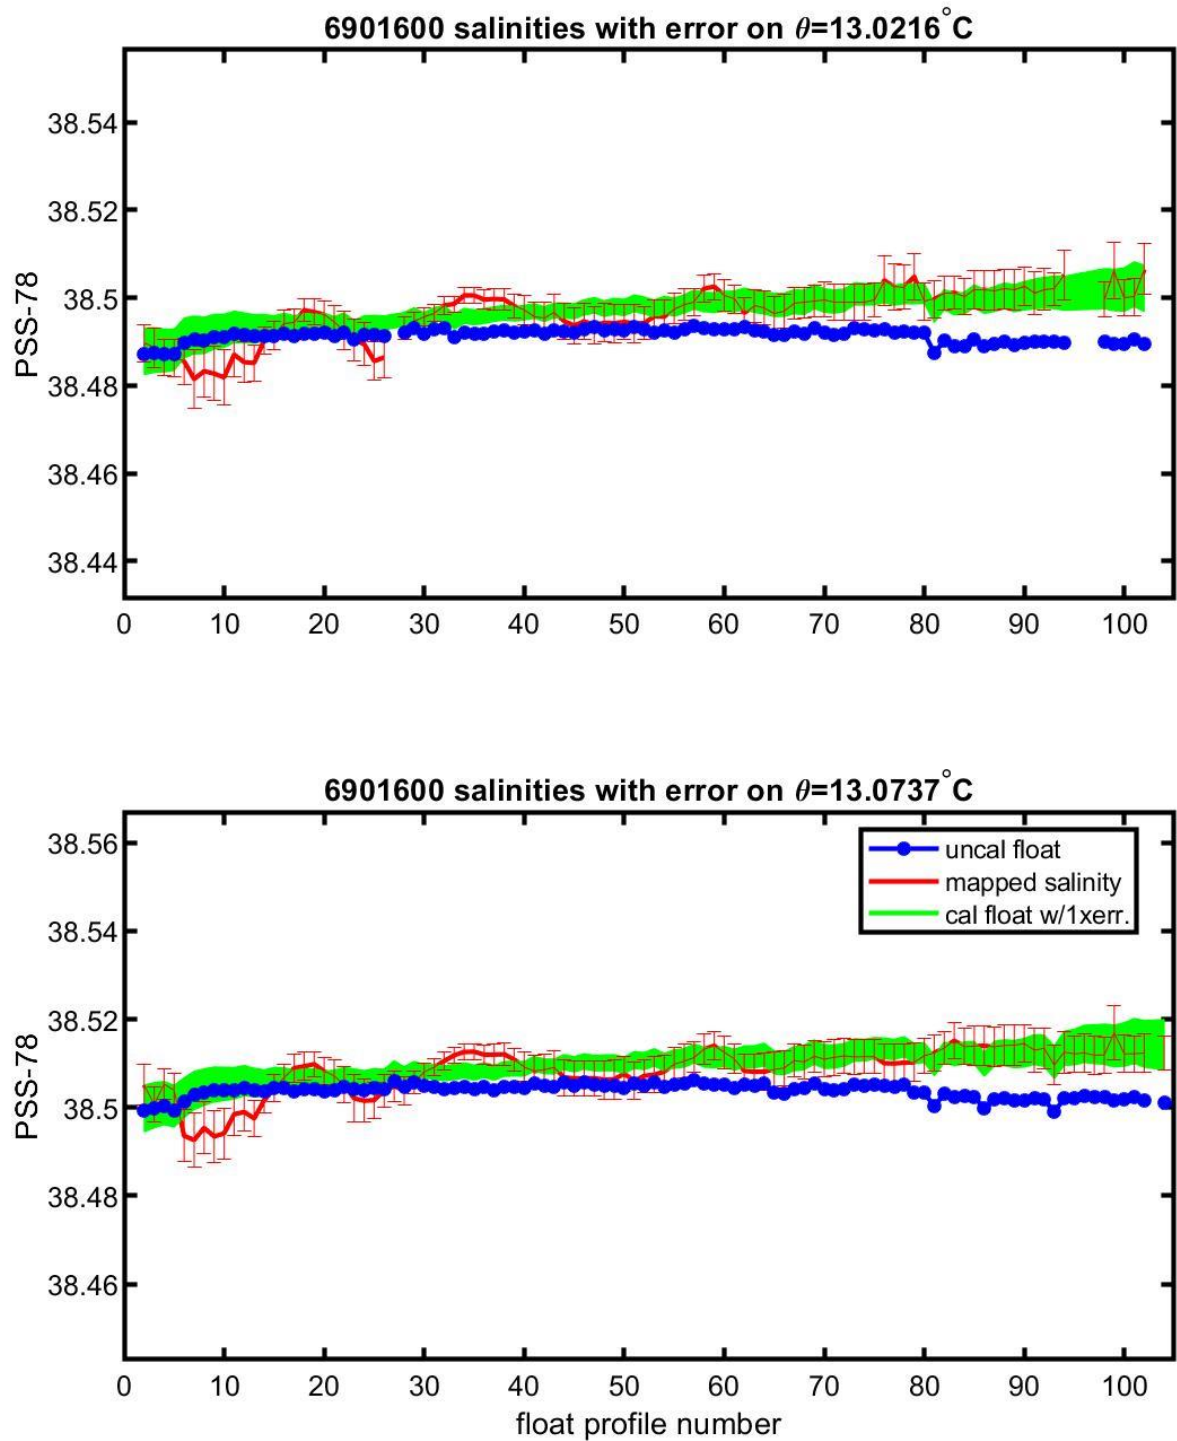 6901600 salinities with error on θ=13.0216°C
PSS-78
38.54
38.52
38.5
38.48
38.46
38.44
0 10 20 30 40 50 60 70 80 90 100
6901600 salinities with error on θ=13.0737°C
PSS-78
38.56
38.54
38.52
38.5
38.48
38.46
uncal float
mapped salinity
cal float w/1xerr.
0 10 20 30 40 50 60 70 80 90 100
float profile number